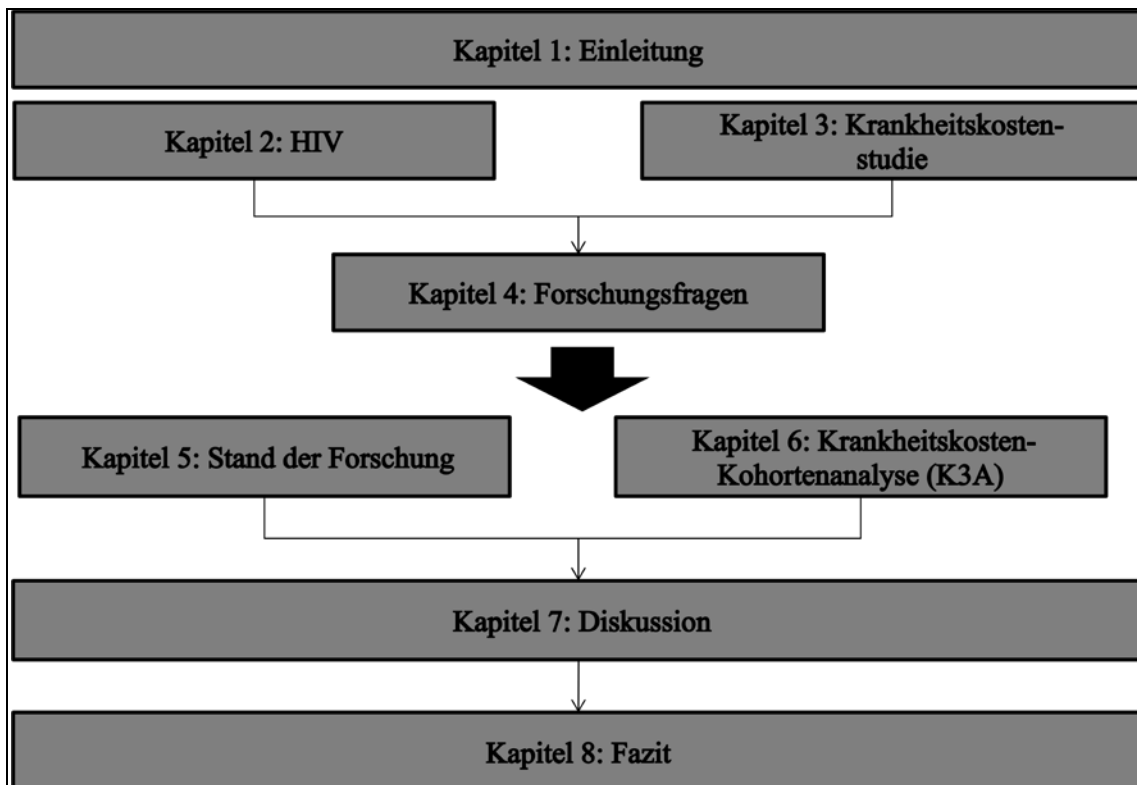 Kapitel 1: Einleitung
Kapitel 2: HIV
Kapitel 3: Krankheitskosten-
studie
Kapitel 4: Forschungsfragen
Kapitel 5: Stand der Forschung
Kapitel 6: Krankheitskosten-
Kohortenanalyse (K3A)
Kapitel 7: Diskussion
Kapitel 8: Fazit